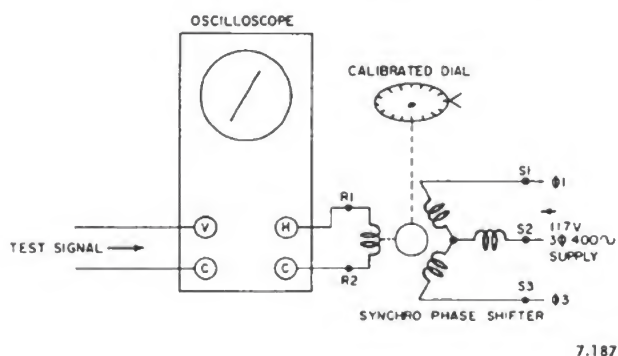 OSCILLOSCOPE
CALIBRATED DIAL
V
H
C
C
TEST SIGNAL
R1
R2
S1
ϕ1
S2
117V
3ϕ 400~
SUPPLY
S3
ϕ3
SYNCHRO PHASE SHIFTER
7.187